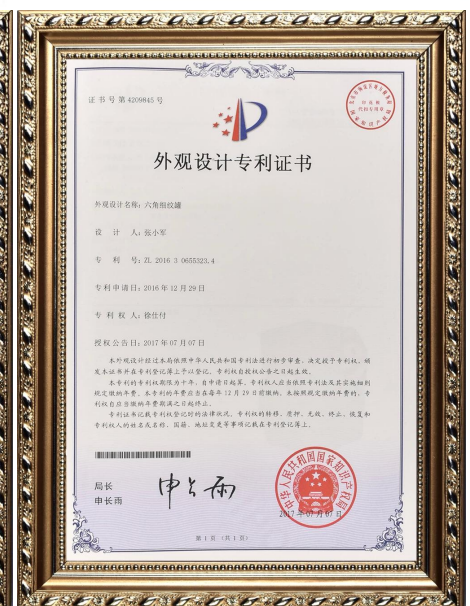 证书号第4209845号
外观设计专利证书
外观设计名称：六角细纹罐
设 计 人：张小军
专 利 号：ZL 2016 3 0655323.4
专利申请日：2016年12月29日
专 利 权 人：徐仕付
授权公告日：2017年07月07日
本外观设计经过本局依照中华人民共和国专利法进行初步审查，决定授予专利权，颁
发本证书并在专利登记簿上予以登记。专利权自授权公告之日起生效。
本专利的专利权期限为十年，自申请日起算。专利权人应当依照专利法及其实施细则
规定缴纳年费。本专利的年费应当在每年12月29日前缴纳。未按照规定缴纳年费的，专
利权自应当缴纳年费期满之日起终止。
专利证书记载专利权登记时的法律状况。专利权的转移、质押、无效、终止、恢复和
专利权人的姓名或名称、国籍、地址变更等事项记载在专利登记簿上。
局长
申长雨
申长雨
中华人民共和国国家知识产权局
2017年07月07日
第1页（共1页）